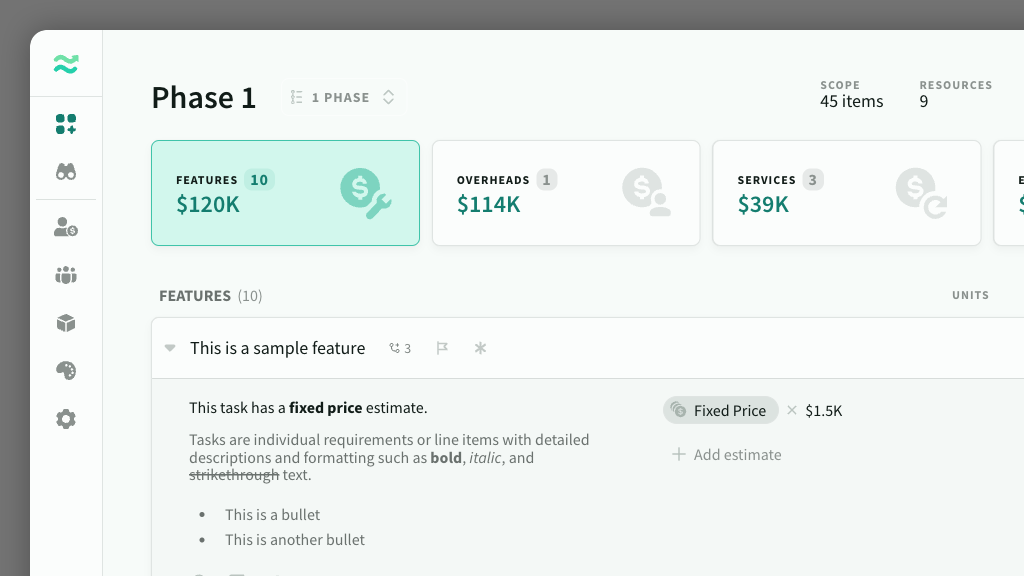 Phase 1
1 PHASE
SCOPE
45 items
RESOURCES
9
FEATURES 10
$120K
OVERHEADS 1
$114K
SERVICES 3
$39K
FEATURES (10)
UNITS
This is a sample feature
3
This task has a fixed price estimate.
Fixed Price × $1.5K
Tasks are individual requirements or line items with detailed
descriptions and formatting such as bold, italic, and
strikethrough text.
+ Add estimate
• This is a bullet
• This is another bullet